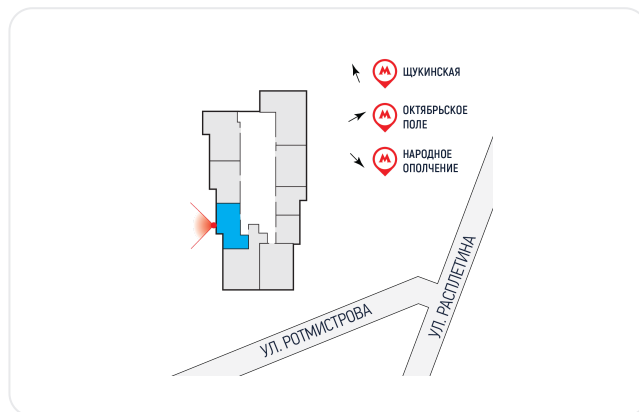 М ЩУКИНСКАЯ
М ОКТЯБРЬСКОЕ
ПОЛЕ
М НАРОДНОЕ
ОПОЛЧЕНИЕ
УЛ. РОТМИСТРОВА
УЛ. РАСПЛЕТИНА